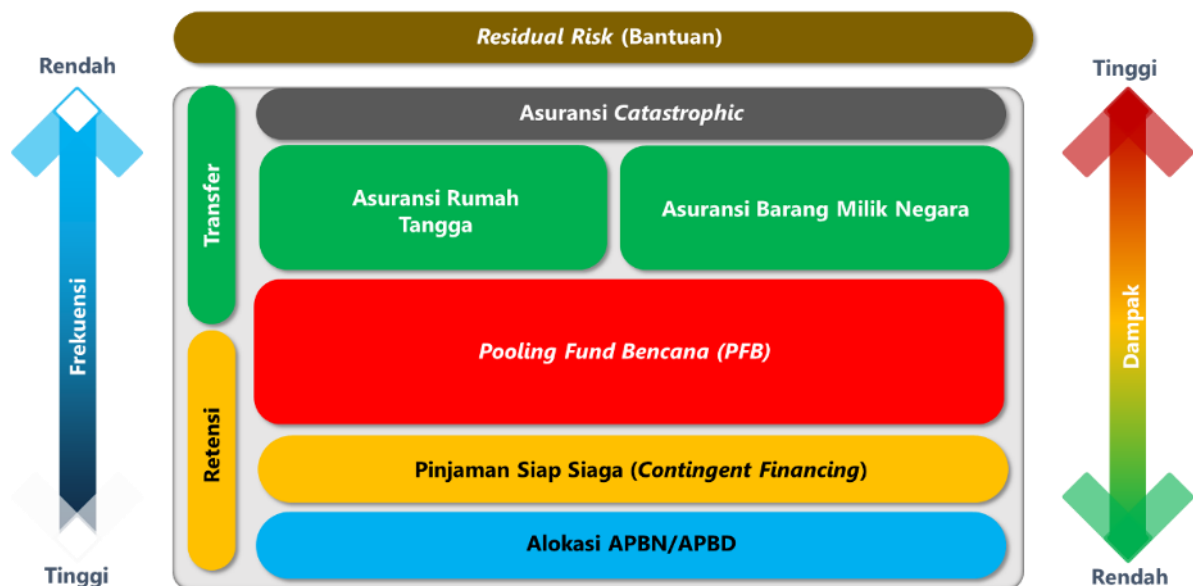 Residual Risk (Bantuan)
Rendah
Tinggi
Asuransi Catastrophic
Transfer
Asuransi Rumah
Tangga
Asuransi Barang Milik Negara
Frekuensi
Dampak
Pooling Fund Bencana (PFB)
Retensi
Pinjaman Siap Siaga (Contingent Financing)
Alokasi APBN/APBD
Tinggi
Rendah